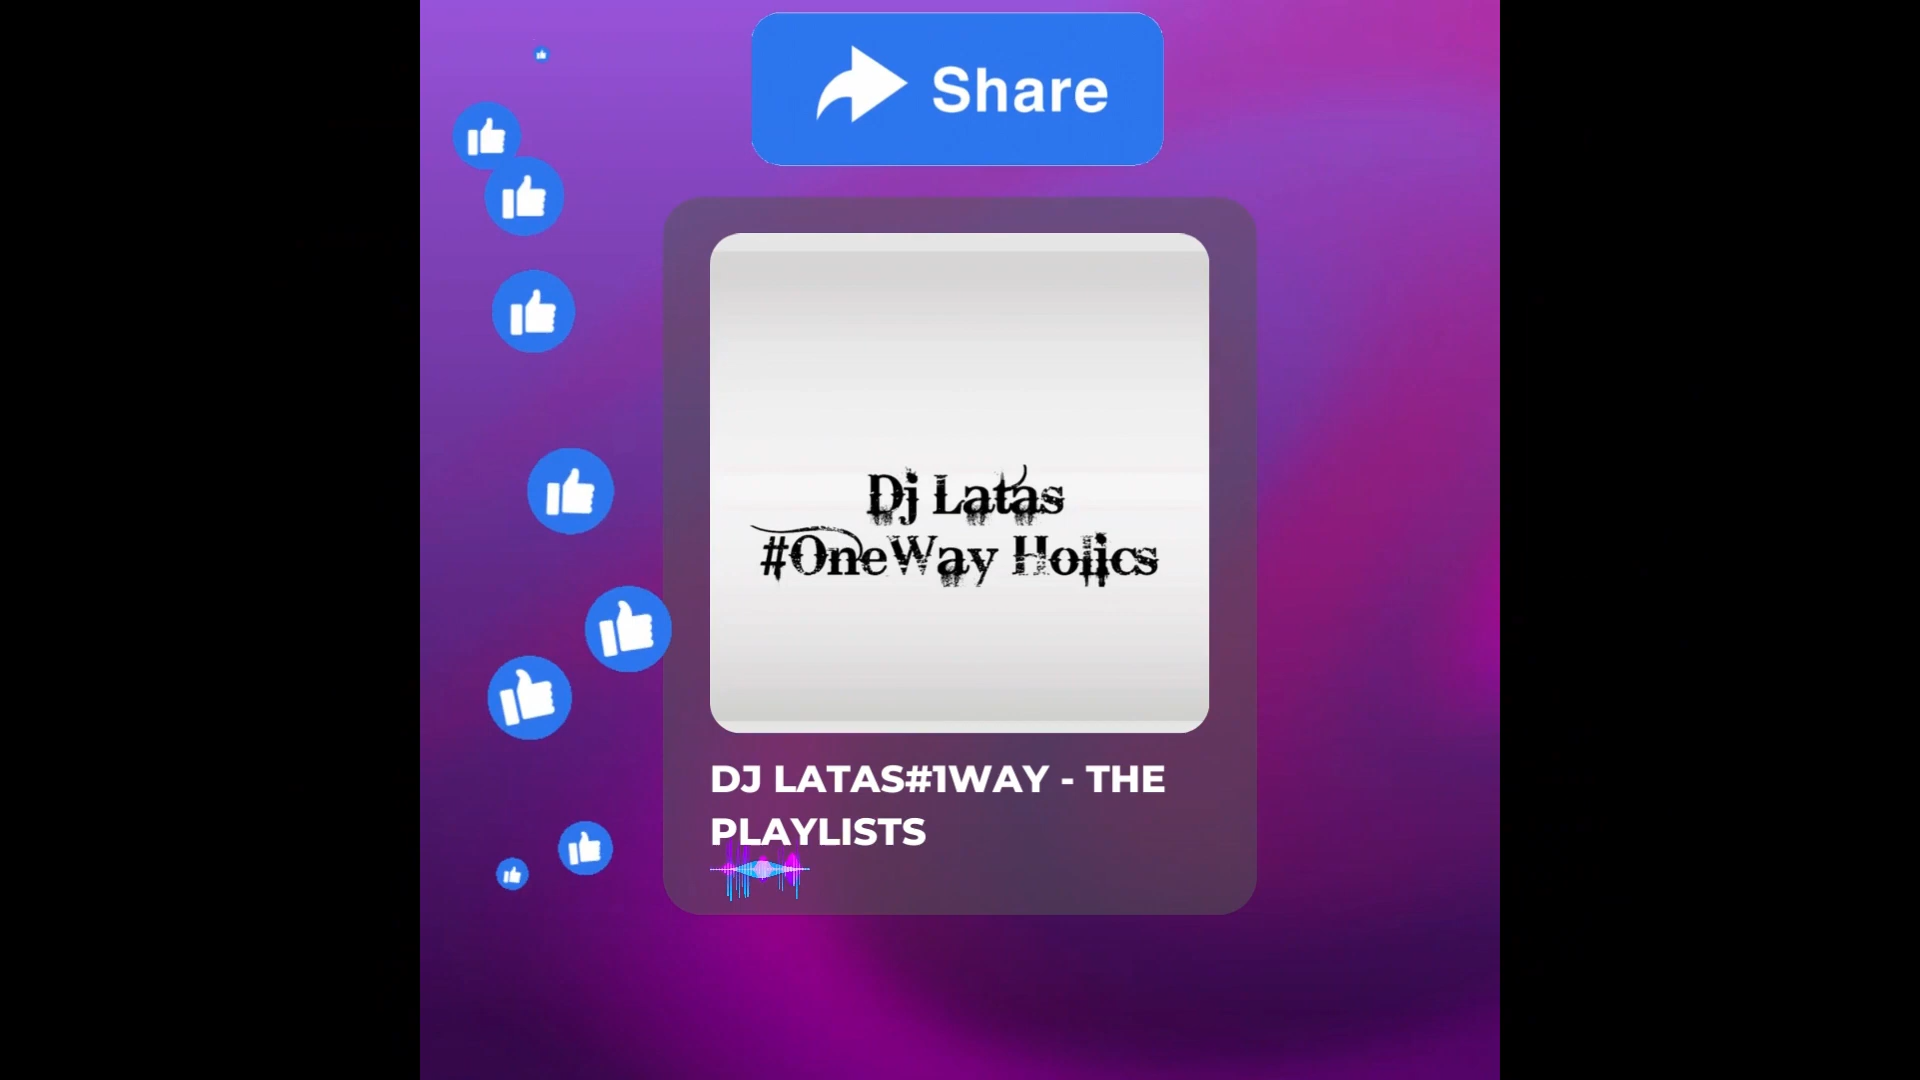 Share
Dj Latas
#OneWay Holics
DJ LATAS#1WAY - THE
PLAYLISTS